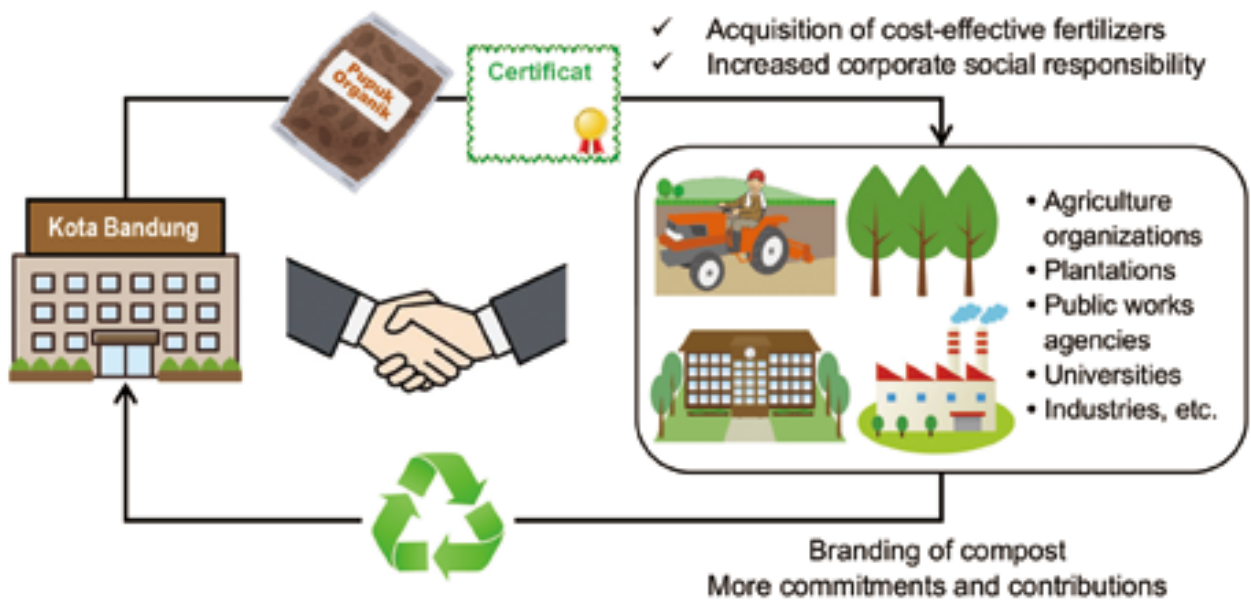 ✓ Acquisition of cost-effective fertilizers
✓ Increased corporate social responsibility
Pupuk
Organik
Certificat
Kota Bandung
• Agriculture
organizations
• Plantations
• Public works
agencies
• Universities
• Industries, etc.
Branding of compost
More commitments and contributions